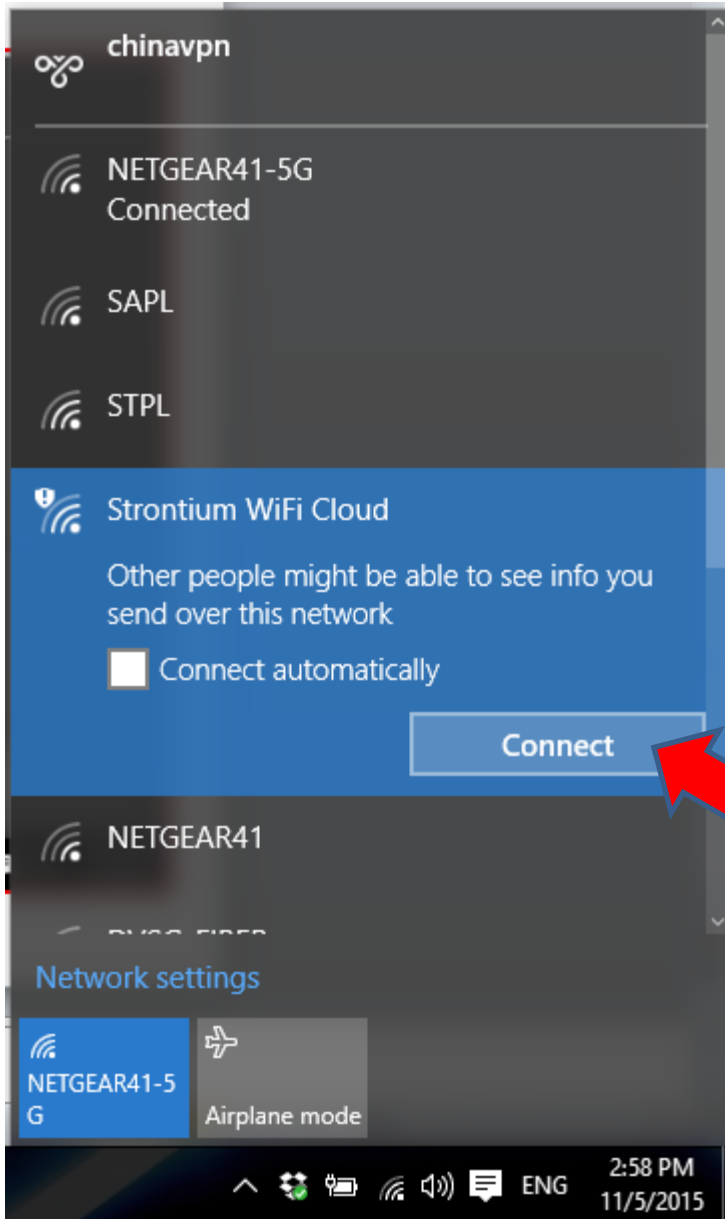 chinavpn
NETGEAR41-5G
Connected
SAPL
STPL
Strontium WiFi Cloud
Other people might be able to see info you
send over this network
Connect automatically
Connect
NETGEAR41
Network settings
NETGEAR41-5
G
Airplane mode
ENG
2:58 PM
11/5/2015